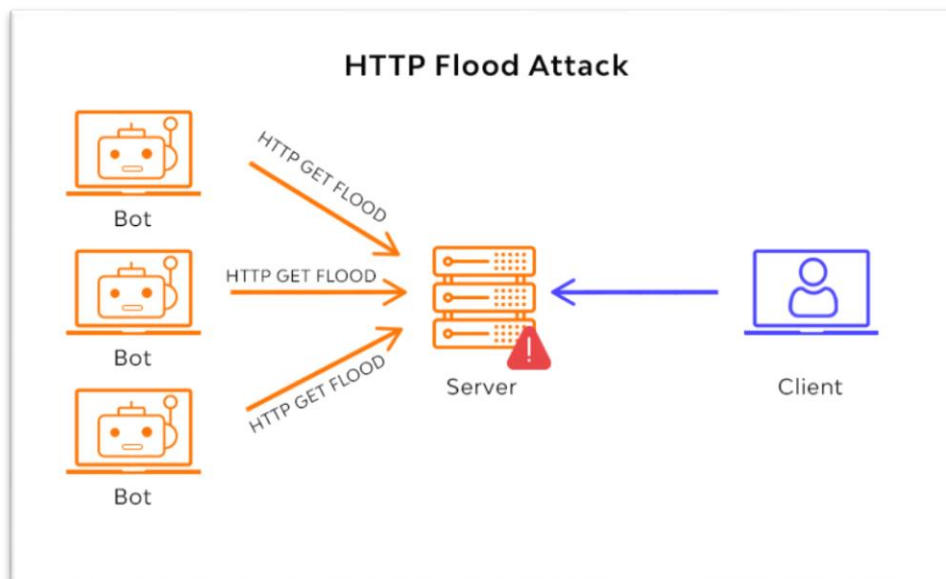 HTTP Flood Attack
HTTP GET FLOOD
Bot
HTTP GET FLOOD
Bot
HTTP GET FLOOD
Server
Client
Bot